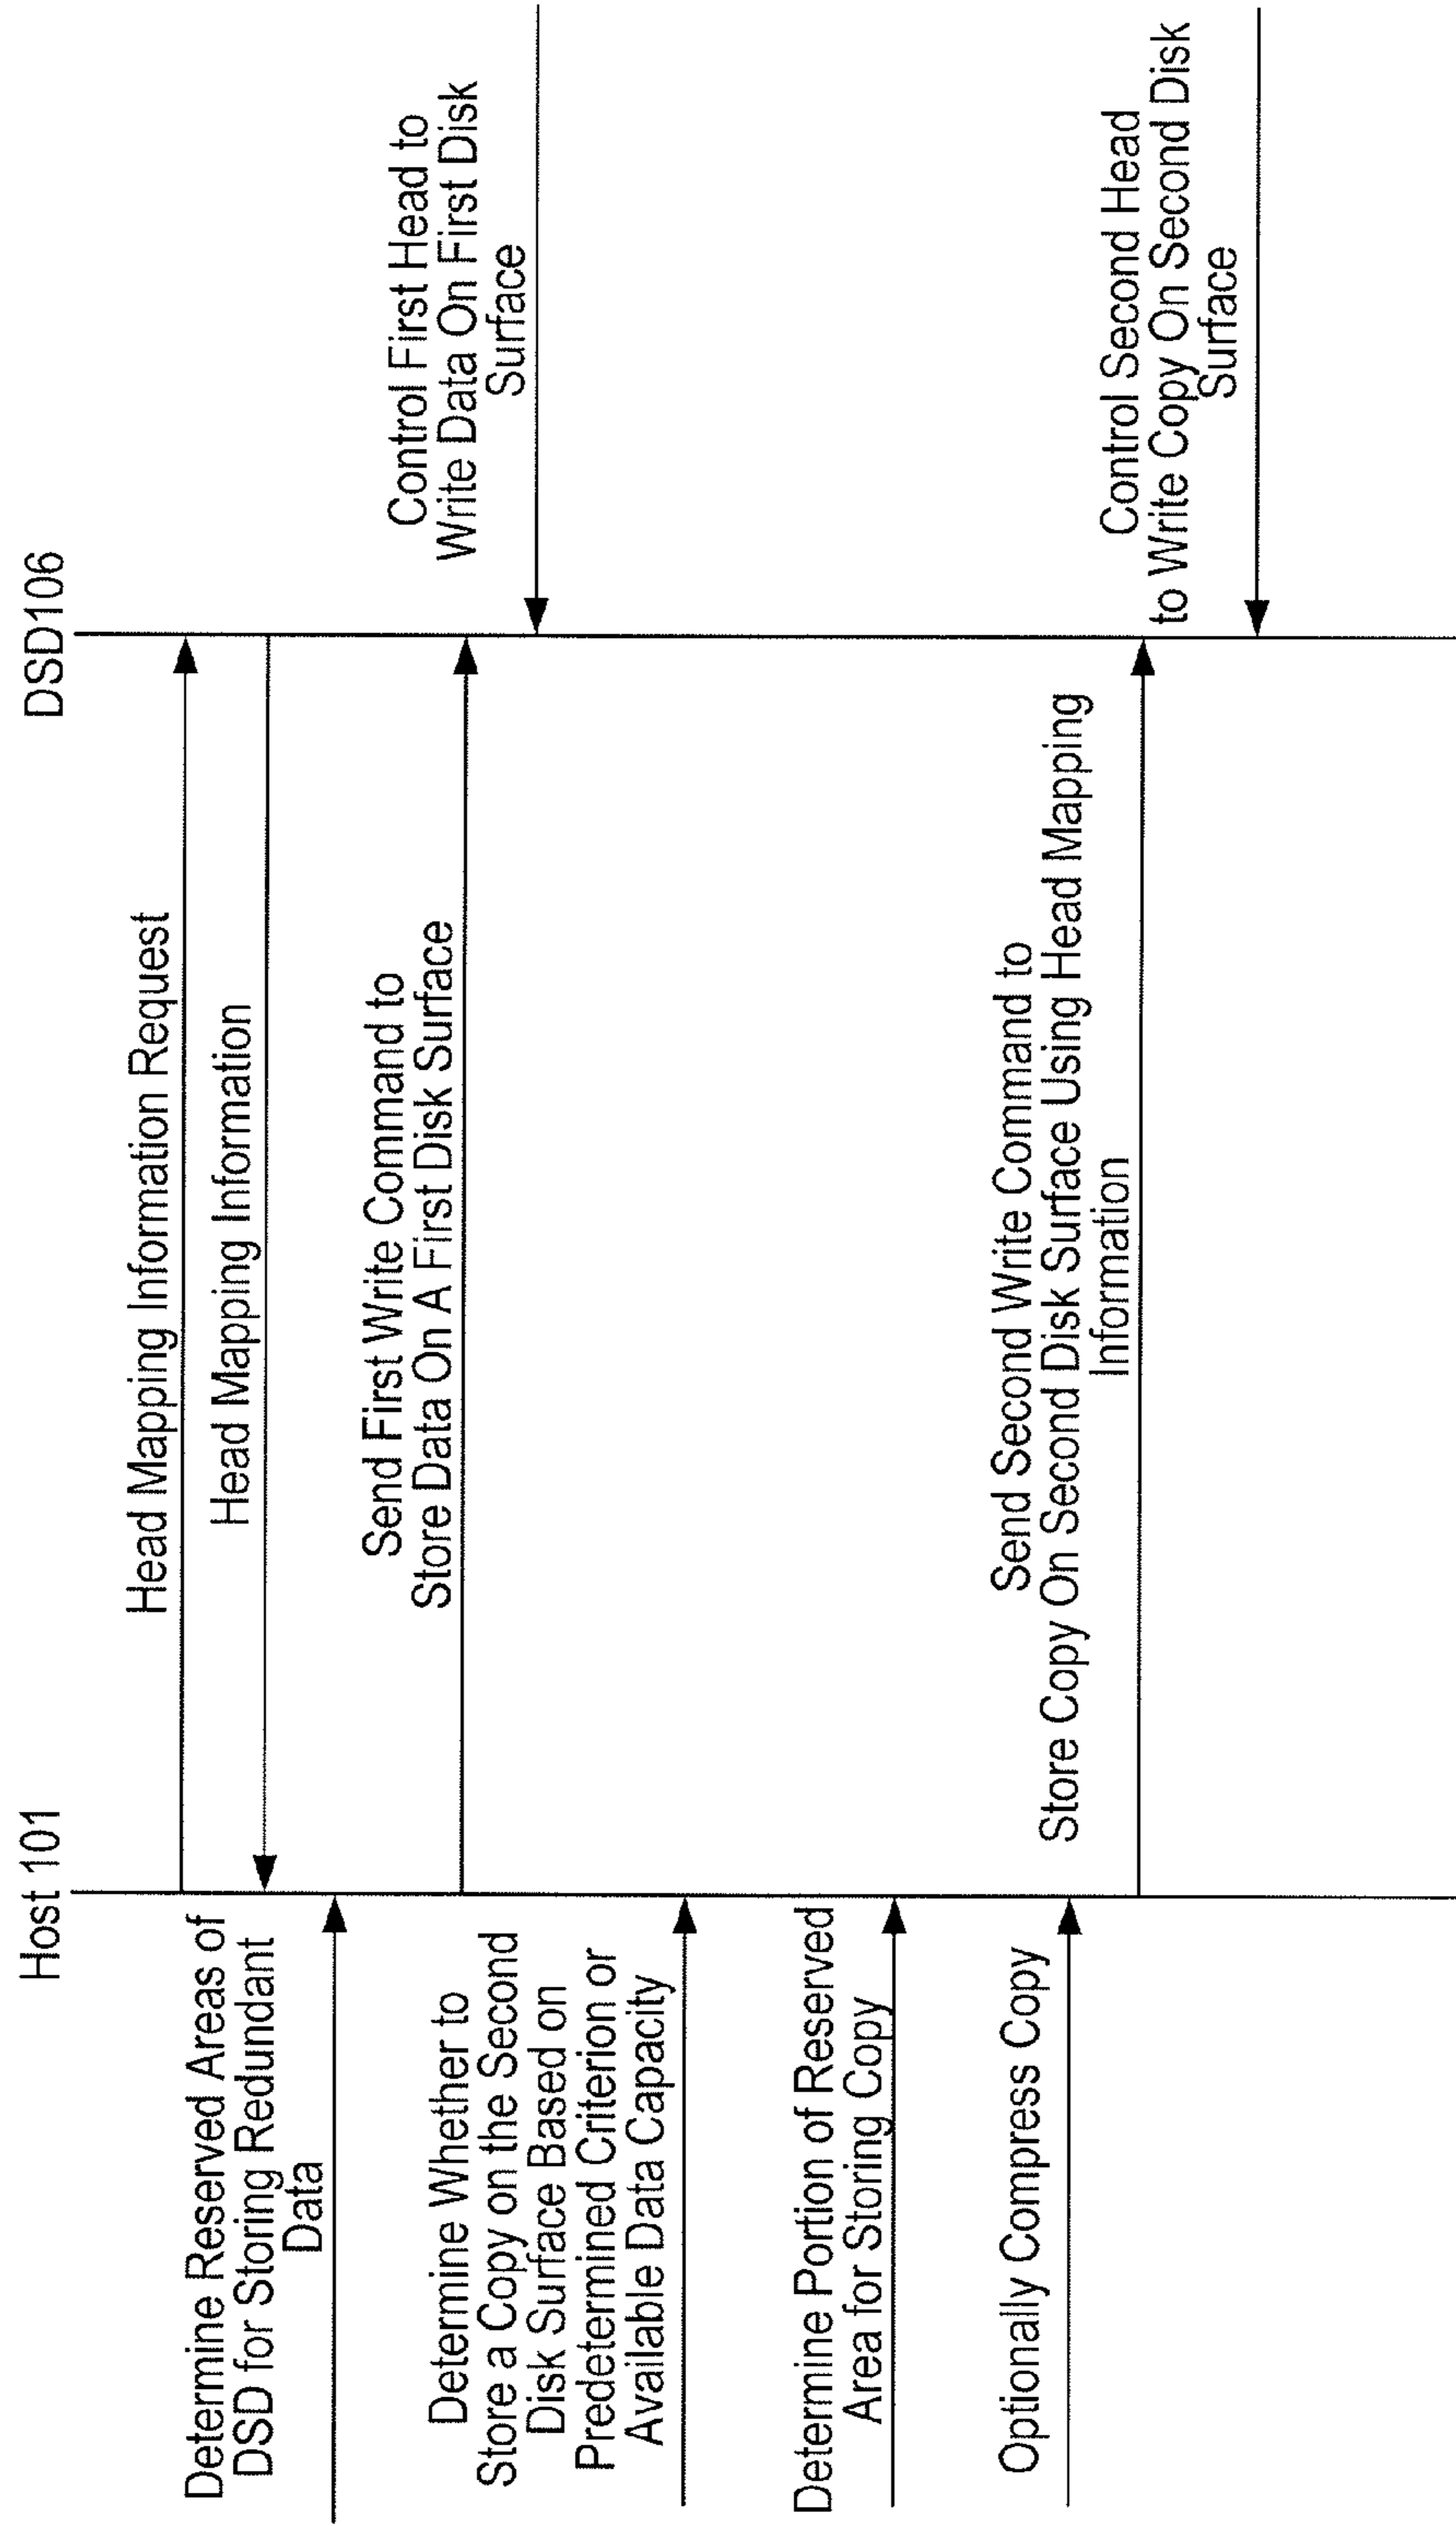 Host 101
DSD106
Head Mapping Information Request
Head Mapping Information
Determine Reserved Areas of
DSD for Storing Redundant
Data
Send First Write Command to
Store Data On A First Disk Surface
Control First Head to
Write Data On First Disk
Surface
Determine Whether to
Store a Copy on the Second
Disk Surface Based on
Predetermined Criterion or
Available Data Capacity
Determine Portion of Reserved
Area for Storing Copy
Optionally Compress Copy
Send Second Write Command to
Store Copy On Second Disk Surface Using Head Mapping
Information
Control Second Head
to Write Copy On Second Disk
Surface